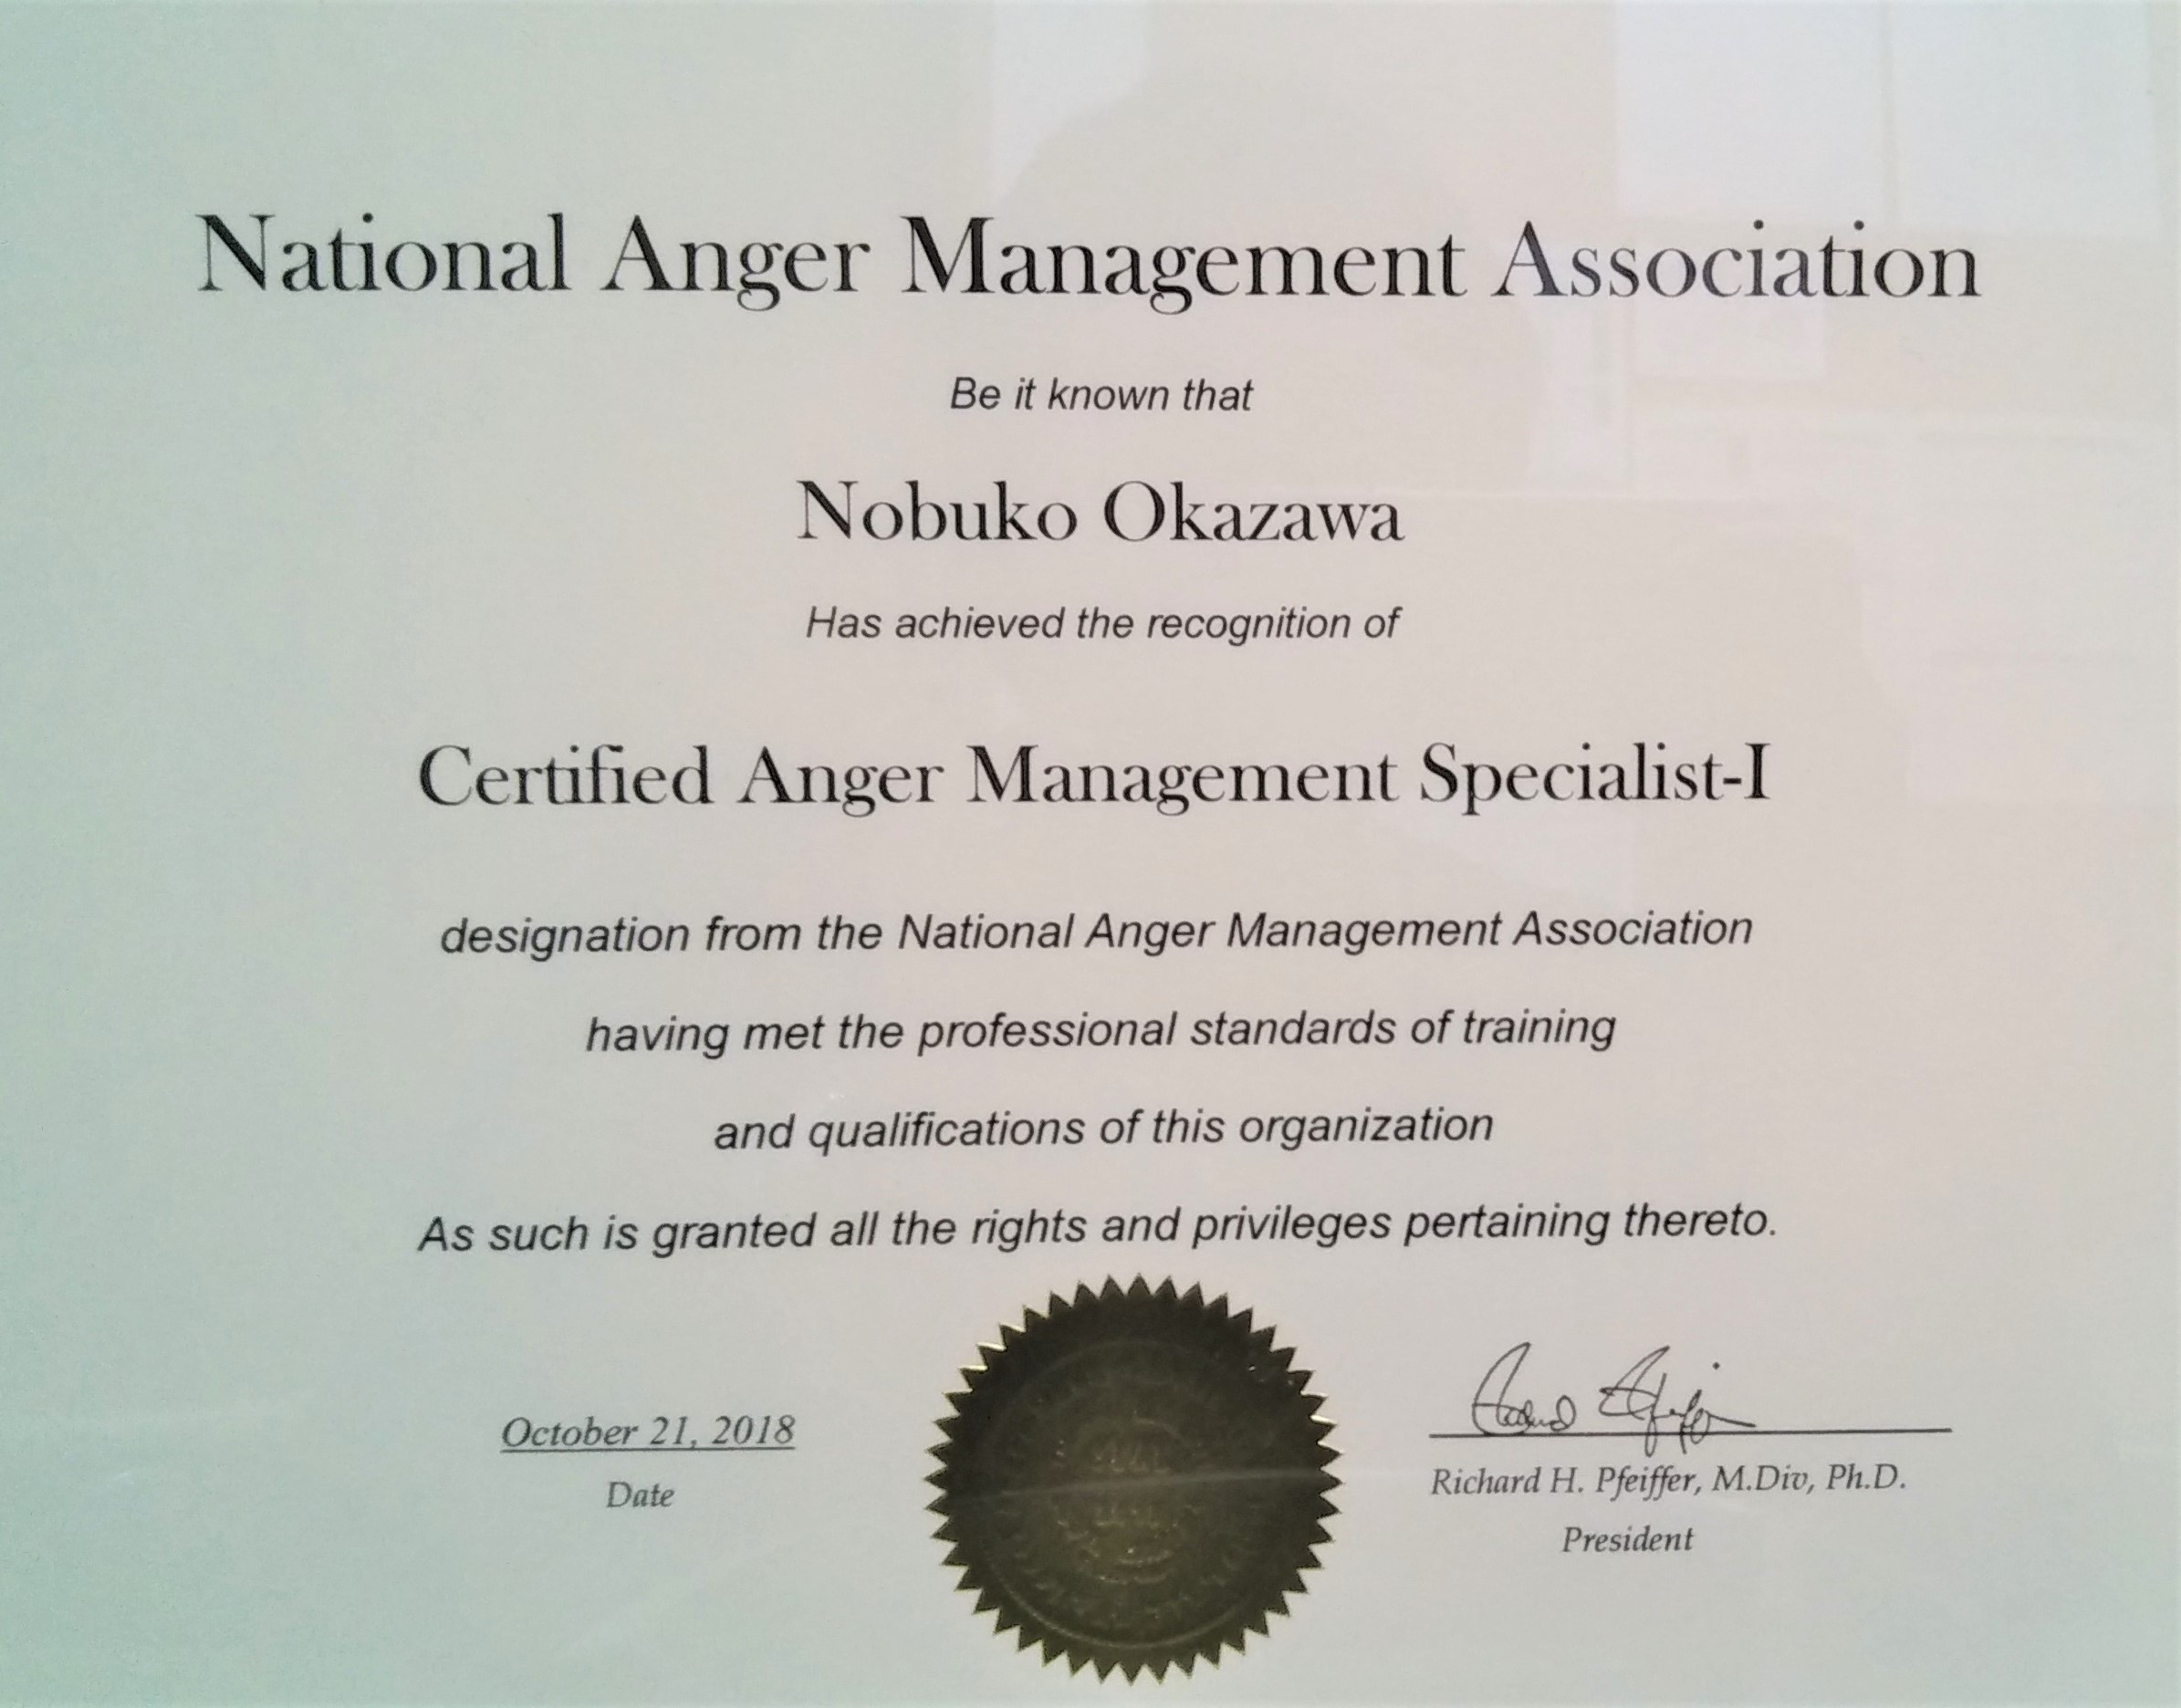 National Anger Management Association
Be it known that
Nobuko Okazawa
Has achieved the recognition of
Certified Anger Management Specialist-I
designation from the National Anger Management Association
having met the professional standards of training
and qualifications of this organization
As such is granted all the rights and privileges pertaining thereto.
October 21, 2018
Date
Richard H. Pfeiffer, M.Div, Ph.D.
President